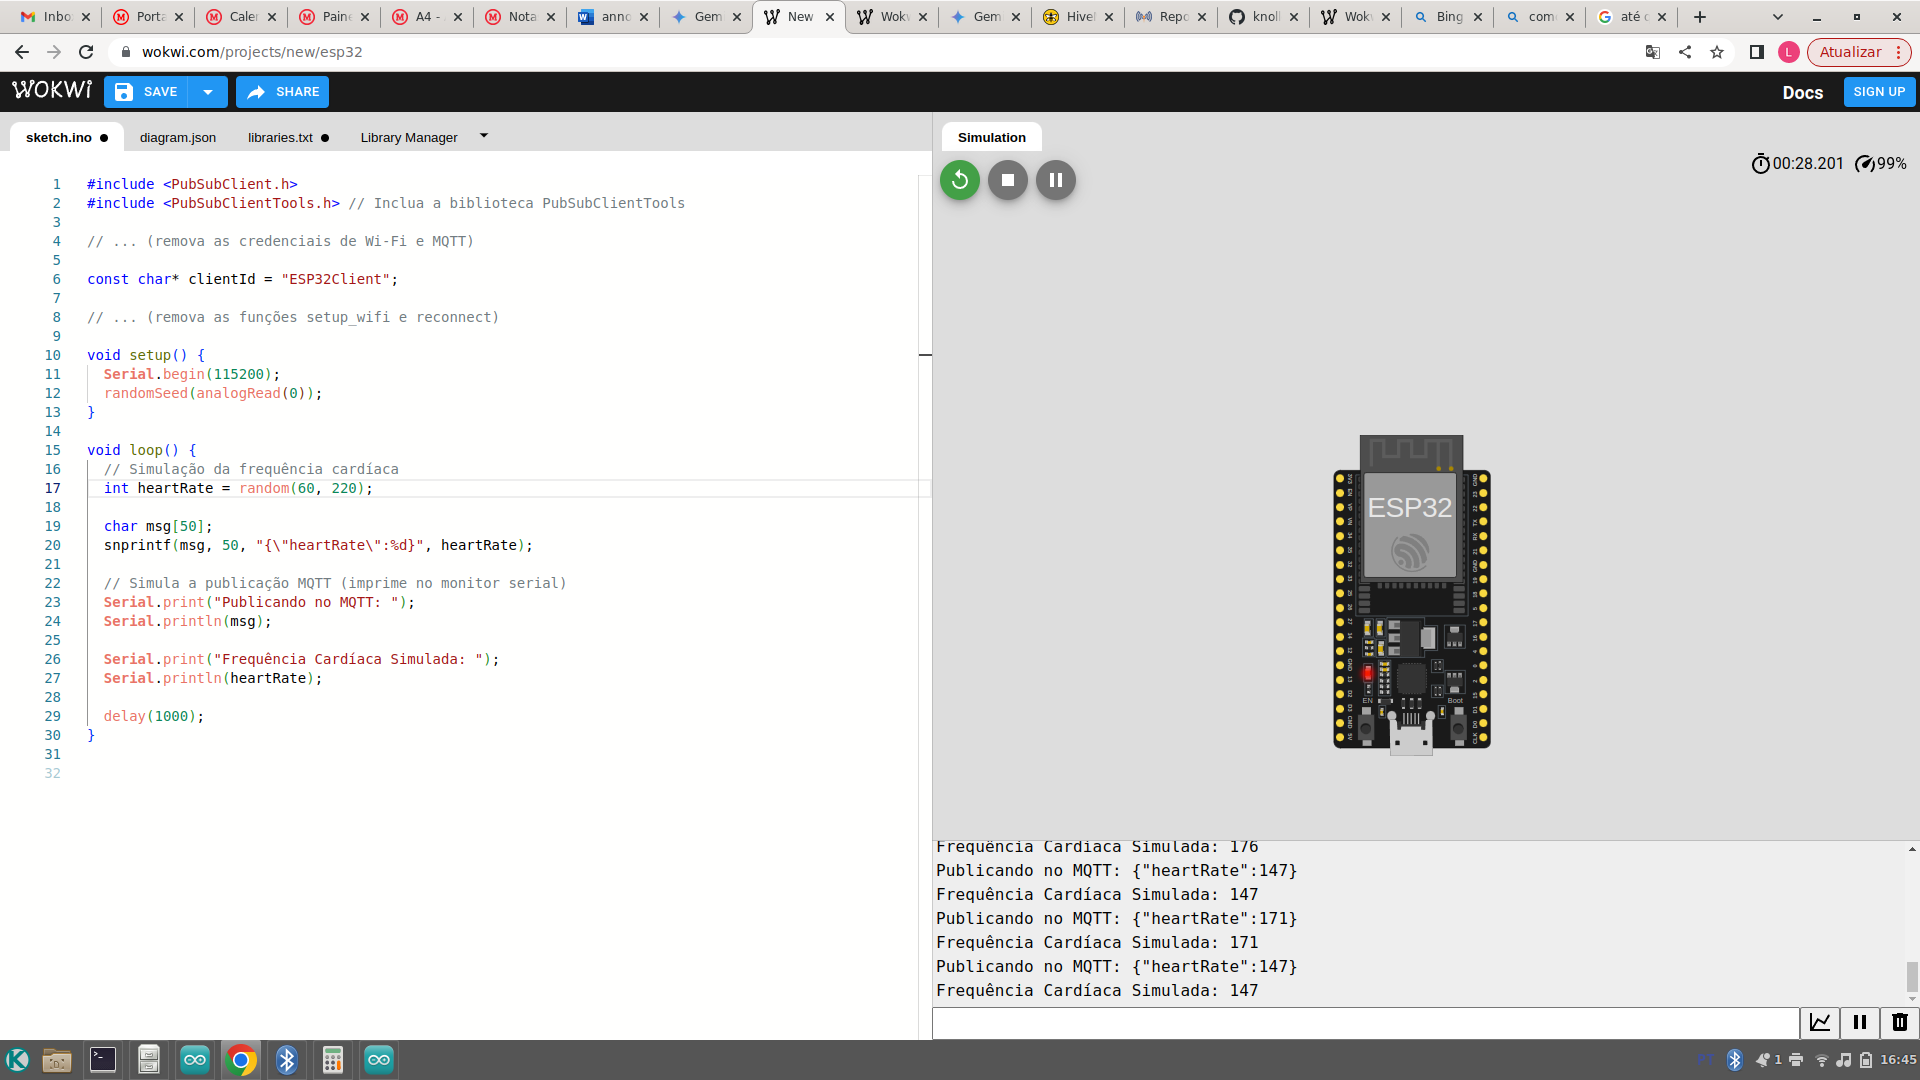 Inbo
Porta
Calen
Paine
A4 -
Nota
anno
Gem
New
Wokw
Gem
Hive
Repo
knoll
Wokw
Bing
com
até c
wokwi.com/projects/new/esp32
L
Atualizar
WOKWi
SAVE
SHARE
Docs
SIGN UP
sketch.ino
diagram.json
libraries.txt
Library Manager
Simulation
00:28.201
99%
1 #include <PubSubClient.h>
2 #include <PubSubClientTools.h> // Inclua a biblioteca PubSubClientTools
3
4 // ... (remova as credenciais de Wi-Fi e MQTT)
5
6 const char* clientId = "ESP32Client";
7
8 // ... (remova as funções setup_wifi e reconnect)
9
10 void setup() {
11 Serial.begin(115200);
12 randomSeed(analogRead(0));
13 }
14
15 void loop() {
16 // Simulação da frequência cardíaca
17 int heartRate = random(60, 220);
18
19 char msg[50];
20 snprintf(msg, 50, "{\"heartRate\":%d}", heartRate);
21
22 // Simula a publicação MQTT (imprime no monitor serial)
23 Serial.print("Publicando no MQTT: ");
24 Serial.println(msg);
25
26 Serial.print("Frequência Cardíaca Simulada: ");
27 Serial.println(heartRate);
28
29 delay(1000);
30 }
31
32
ESP32
EN
Boot
Frequência Cardíaca Simulada: 176
Publicando no MQTT: {"heartRate":147}
Frequência Cardíaca Simulada: 147
Publicando no MQTT: {"heartRate":171}
Frequência Cardíaca Simulada: 171
Publicando no MQTT: {"heartRate":147}
Frequência Cardíaca Simulada: 147
PT
1
16:45